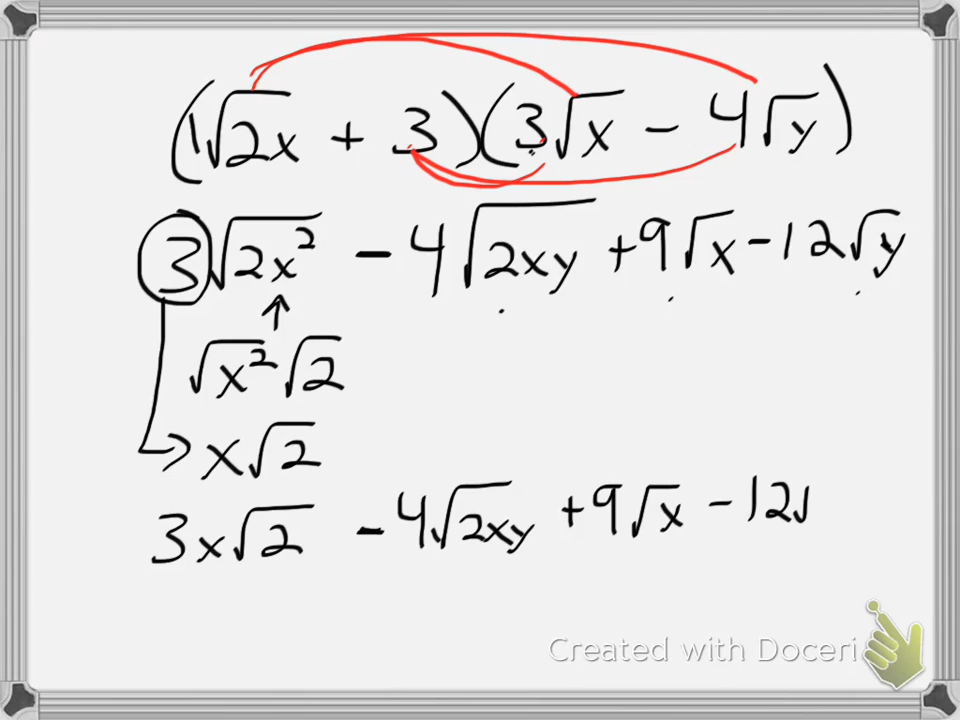 (1√2x + 3)(3√x - 4√y)
3√2x² - 4√2xy + 9√x - 12√y
↑
√x² √2
→ x√2
3x√2 - 4√2xy + 9√x - 12√
Created with Doceri